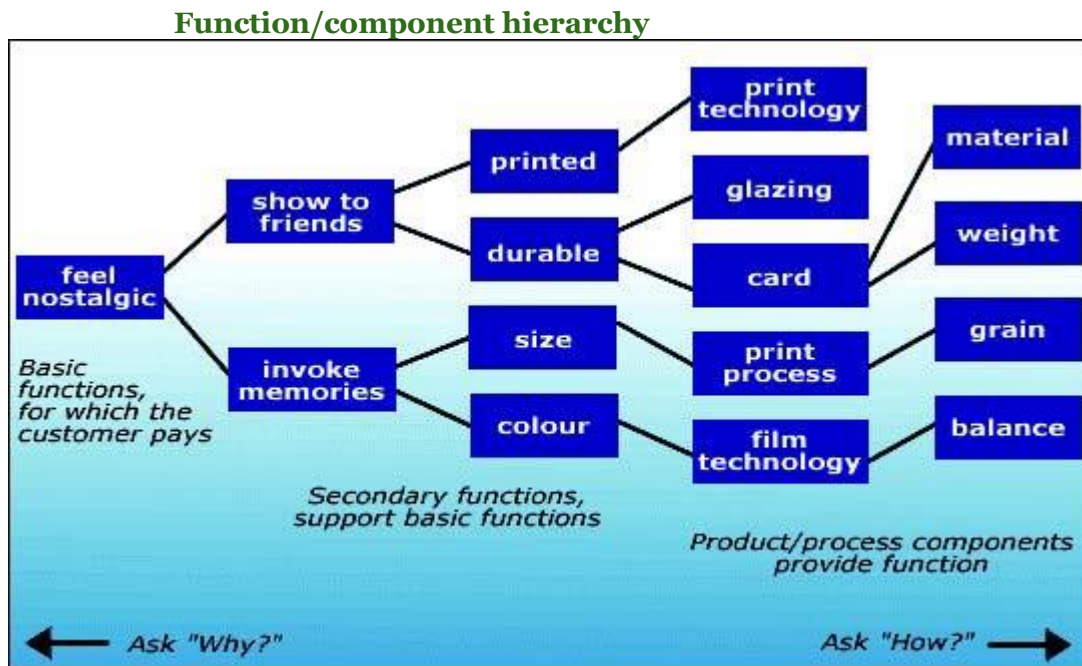 Function/component hierarchy
feel
nostalgic
Basic
functions,
for which the
customer pays
show to
friends
invoke
memories
printed
durable
size
colour
Secondary functions,
support basic functions
print
technology
glazing
card
print
process
film
technology
material
weight
grain
balance
Product/process components
provide function
Ask "Why?"
Ask "How?"